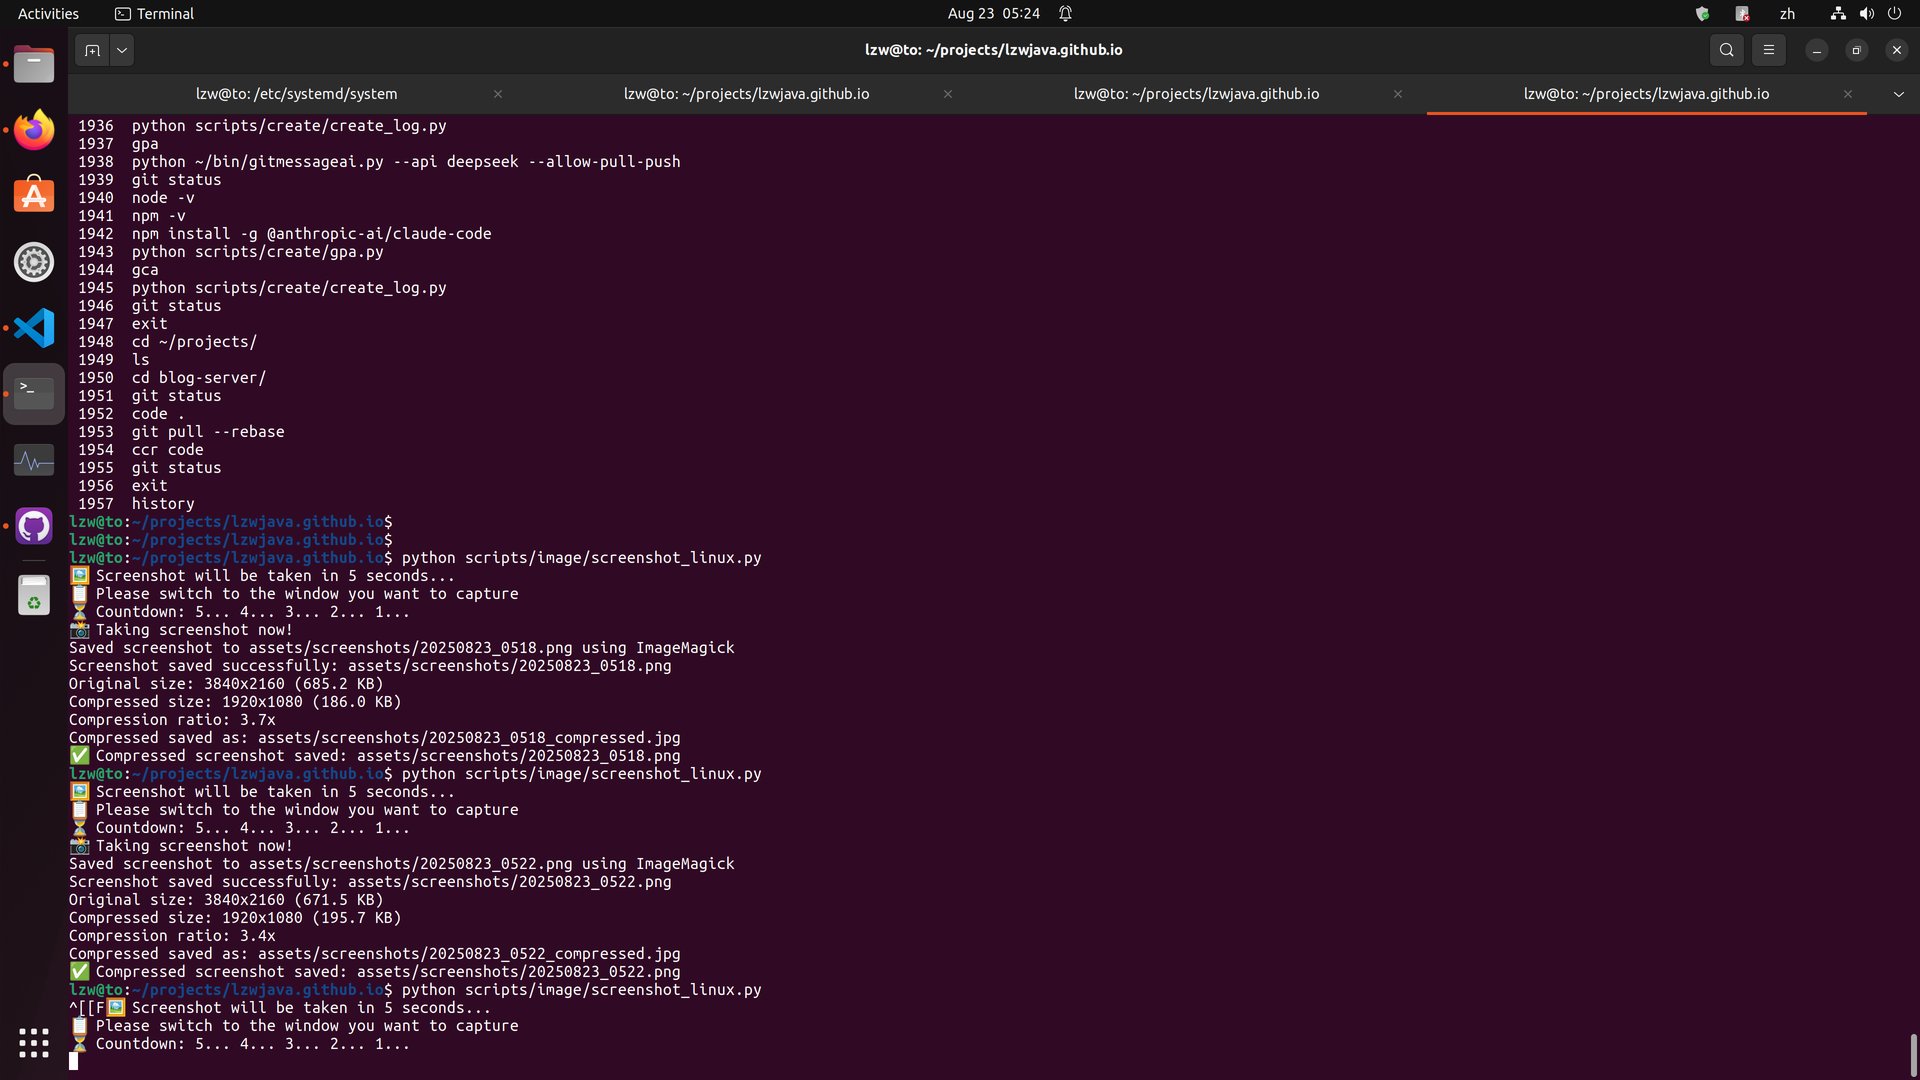 Activities
Terminal
Aug 23 05:24
zh
lzw@to: ~/projects/lzwjava.github.io
lzw@to: /etc/systemd/system
lzw@to: ~/projects/lzwjava.github.io
lzw@to: ~/projects/lzwjava.github.io
lzw@to: ~/projects/lzwjava.github.io
1936 python scripts/create/create_log.py
1937 gpa
1938 python ~/bin/gitmessageai.py --api deepseek --allow-pull-push
1939 git status
1940 node -v
1941 npm -v
1942 npm install -g @anthropic-ai/claude-code
1943 python scripts/create/gpa.py
1944 gca
1945 python scripts/create/create_log.py
1946 git status
1947 exit
1948 cd ~/projects/
1949 ls
1950 cd blog-server/
1951 git status
1952 code .
1953 git pull --rebase
1954 ccr code
1955 git status
1956 exit
1957 history
lzw@to:~/projects/lzwjava.github.io$
lzw@to:~/projects/lzwjava.github.io$
lzw@to:~/projects/lzwjava.github.io$ python scripts/image/screenshot_linux.py
🖼️ Screenshot will be taken in 5 seconds...
📋 Please switch to the window you want to capture
⏳ Countdown: 5... 4... 3... 2... 1...
📸 Taking screenshot now!
Saved screenshot to assets/screenshots/20250823_0518.png using ImageMagick
Screenshot saved successfully: assets/screenshots/20250823_0518.png
Original size: 3840x2160 (685.2 KB)
Compressed size: 1920x1080 (186.0 KB)
Compression ratio: 3.7x
Compressed saved as: assets/screenshots/20250823_0518_compressed.jpg
✅ Compressed screenshot saved: assets/screenshots/20250823_0518.png
lzw@to:~/projects/lzwjava.github.io$ python scripts/image/screenshot_linux.py
🖼️ Screenshot will be taken in 5 seconds...
📋 Please switch to the window you want to capture
⏳ Countdown: 5... 4... 3... 2... 1...
📸 Taking screenshot now!
Saved screenshot to assets/screenshots/20250823_0522.png using ImageMagick
Screenshot saved successfully: assets/screenshots/20250823_0522.png
Original size: 3840x2160 (671.5 KB)
Compressed size: 1920x1080 (195.7 KB)
Compression ratio: 3.4x
Compressed saved as: assets/screenshots/20250823_0522_compressed.jpg
✅ Compressed screenshot saved: assets/screenshots/20250823_0522.png
lzw@to:~/projects/lzwjava.github.io$ python scripts/image/screenshot_linux.py
^[[F🖼️ Screenshot will be taken in 5 seconds...
📋 Please switch to the window you want to capture
⏳ Countdown: 5... 4... 3... 2... 1...